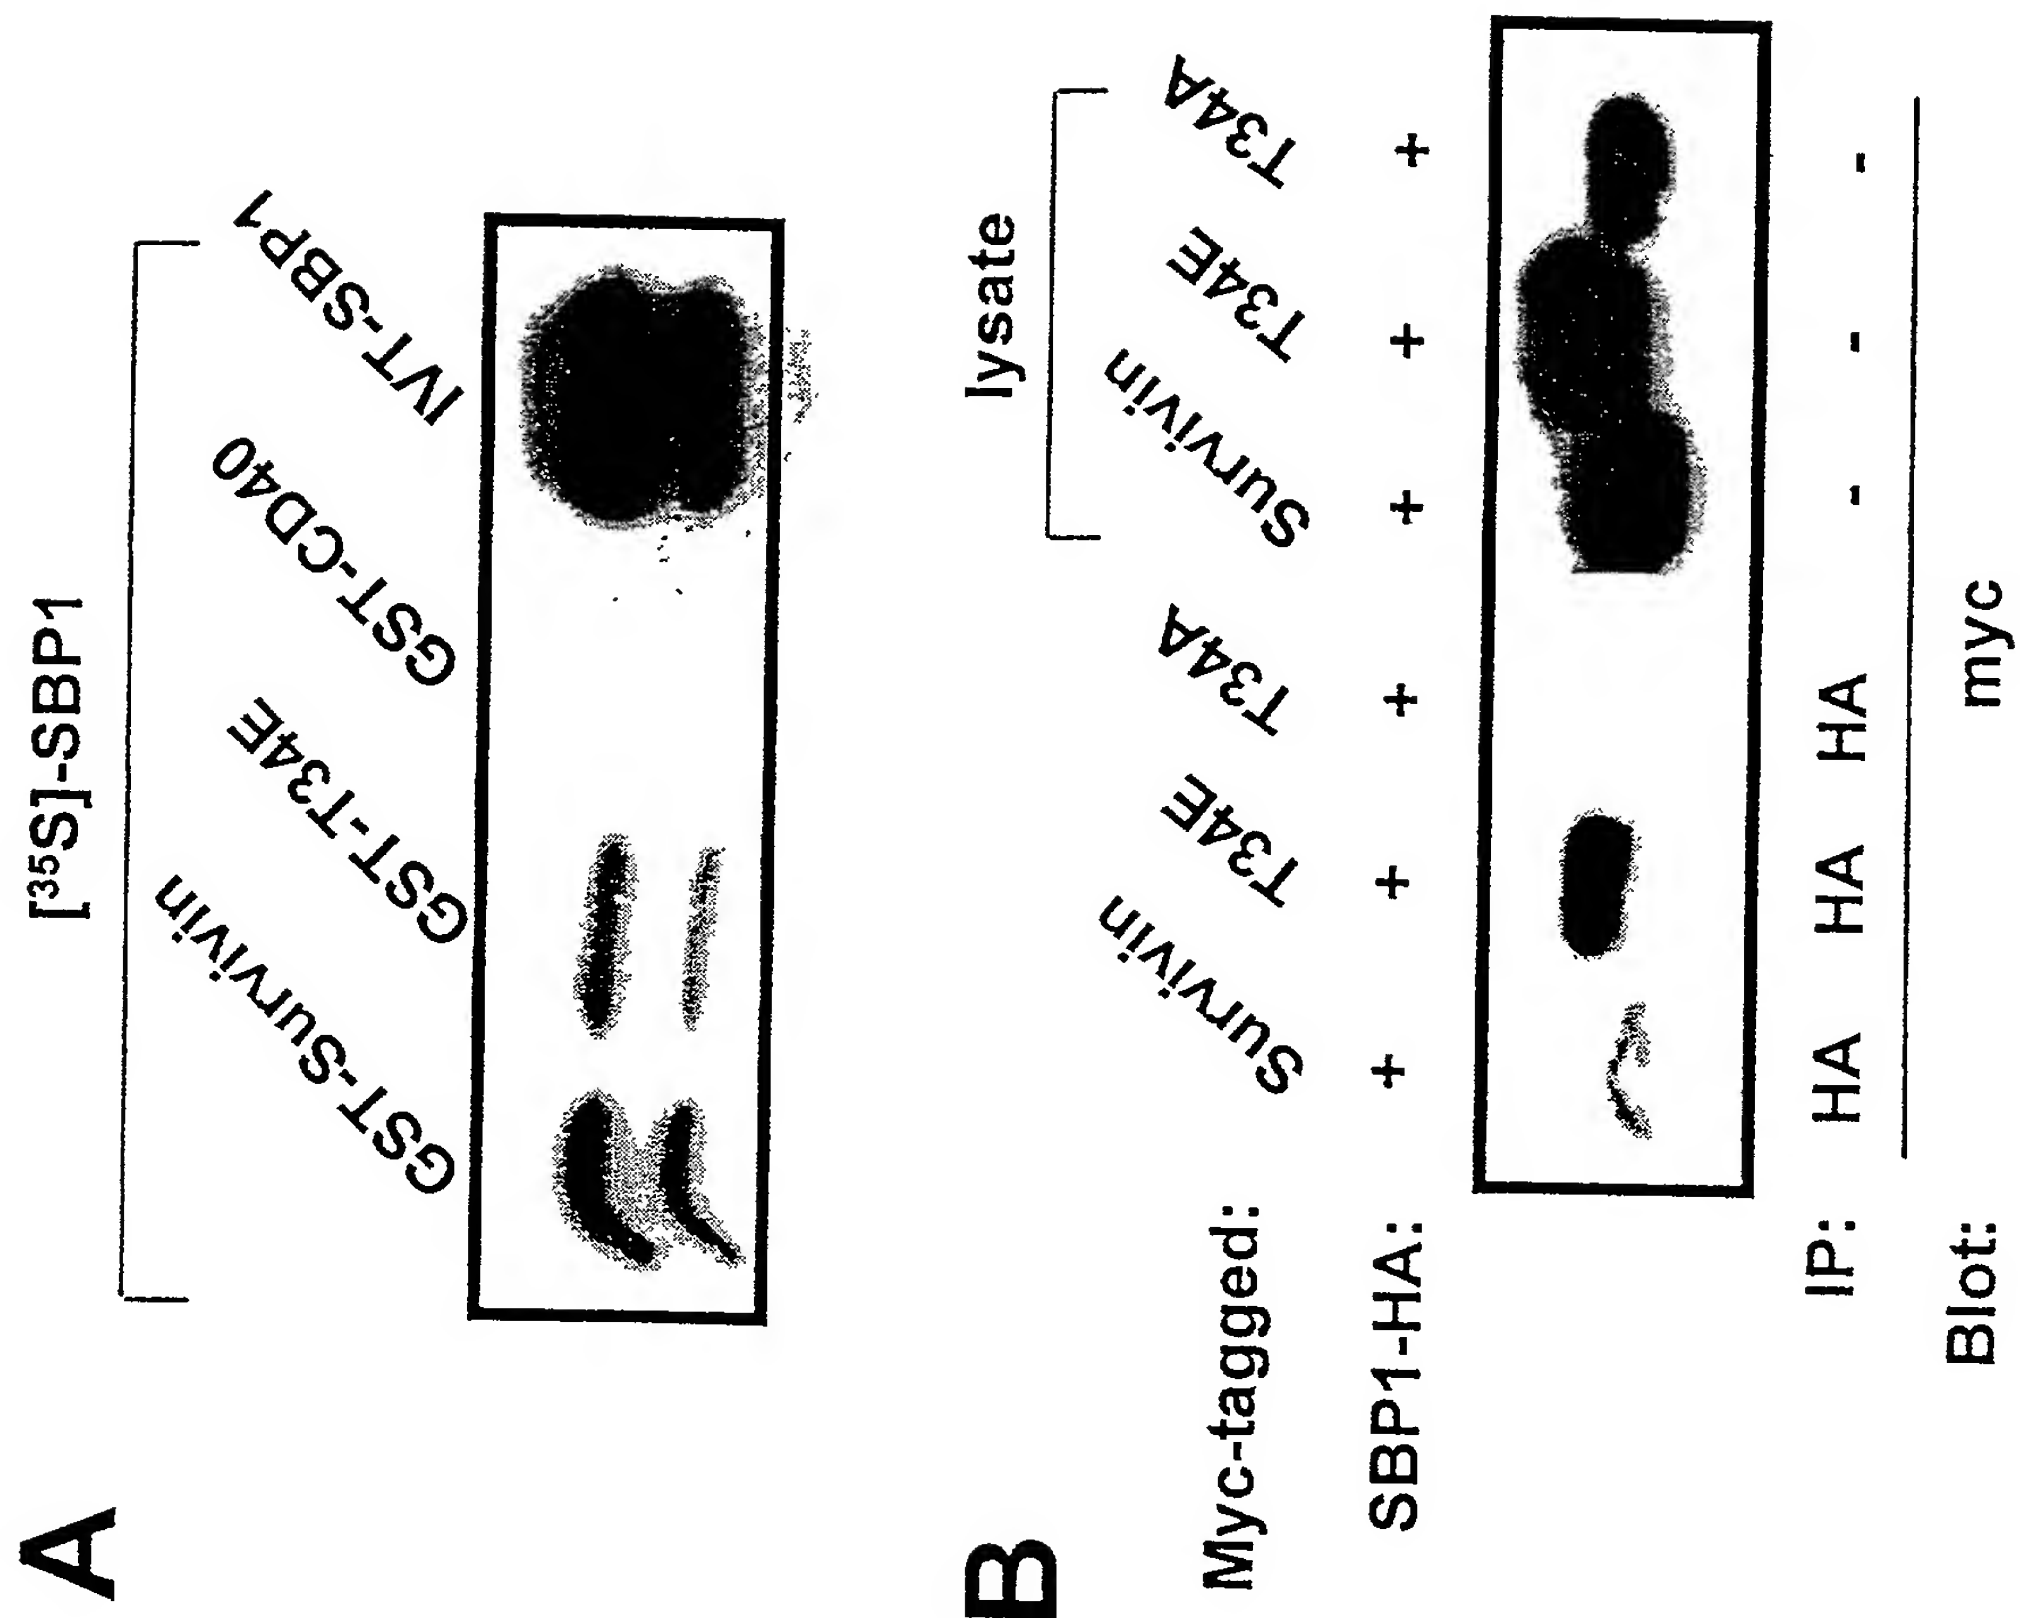 A
[³⁵S]-SBP1
GST-Survivin GST-T34E GST-CD40 IVT-SBP1
B
lysate
Myc-tagged: Survivin T34E T34A Survivin T34E T34A
SBP1-HA: + + + + + +
IP: HA HA HA - - -
Blot: myc